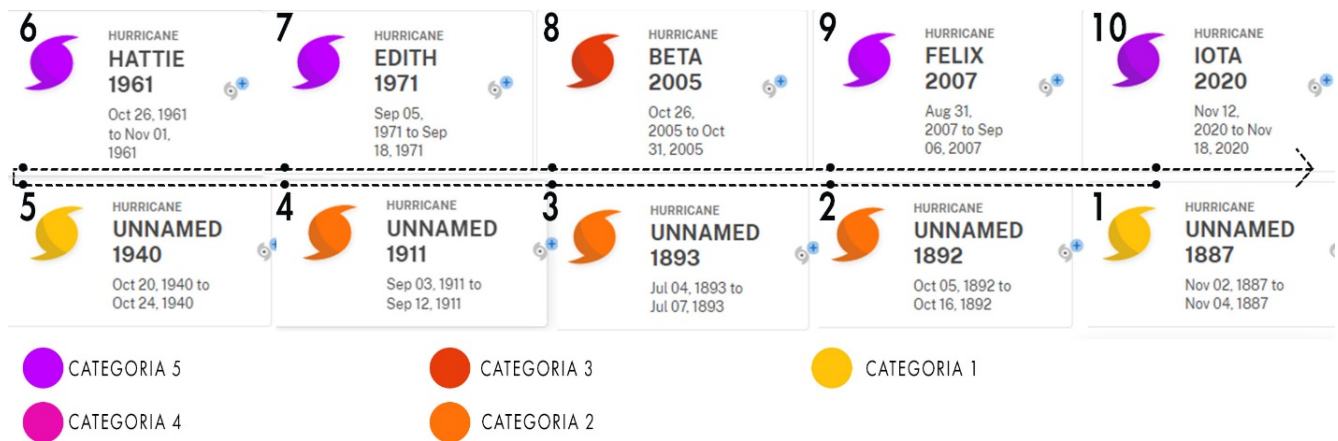 6
HURRICANE
HATTIE
1961
Oct 26, 1961
to Nov 01,
1961
7
HURRICANE
EDITH
1971
Sep 05,
1971 to Sep
18, 1971
8
HURRICANE
BETA
2005
Oct 26,
2005 to Oct
31, 2005
9
HURRICANE
FELIX
2007
Aug 31,
2007 to Sep
06, 2007
10
HURRICANE
IOTA
2020
Nov 12,
2020 to Nov
18, 2020
5
HURRICANE
UNNAMED
1940
Oct 20, 1940 to
Oct 24, 1940
4
HURRICANE
UNNAMED
1911
Sep 03, 1911 to
Sep 12, 1911
3
HURRICANE
UNNAMED
1893
Jul 04, 1893 to
Jul 07, 1893
2
HURRICANE
UNNAMED
1892
Oct 05, 1892 to
Oct 16, 1892
1
HURRICANE
UNNAMED
1887
Nov 02, 1887 to
Nov 04, 1887
CATEGORIA 5
CATEGORIA 3
CATEGORIA 1
CATEGORIA 4
CATEGORIA 2